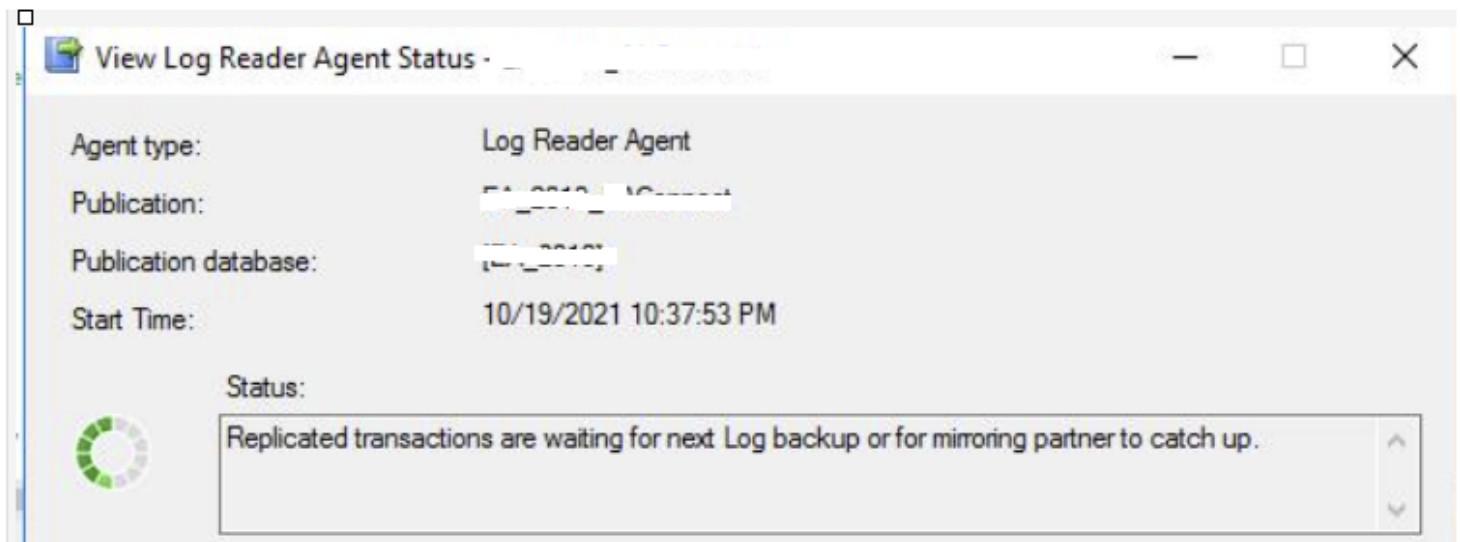 View Log Reader Agent Status -
Agent type: Log Reader Agent
Publication:
Publication database:
Start Time: 10/19/2021 10:37:53 PM
Status:
Replicated transactions are waiting for next Log backup or for mirroring partner to catch up.